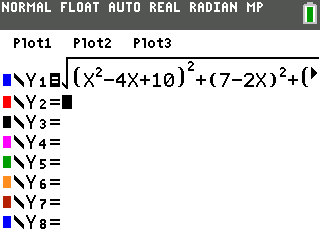 NORMAL FLOAT AUTO REAL RADIAN MP
Plot1 Plot2 Plot3
\Y₁=√(X²-4X+10)²+(7-2X)²+(
\Y₂=
\Y₃=
\Y₄=
\Y₅=
\Y₆=
\Y₇=
\Y₈=